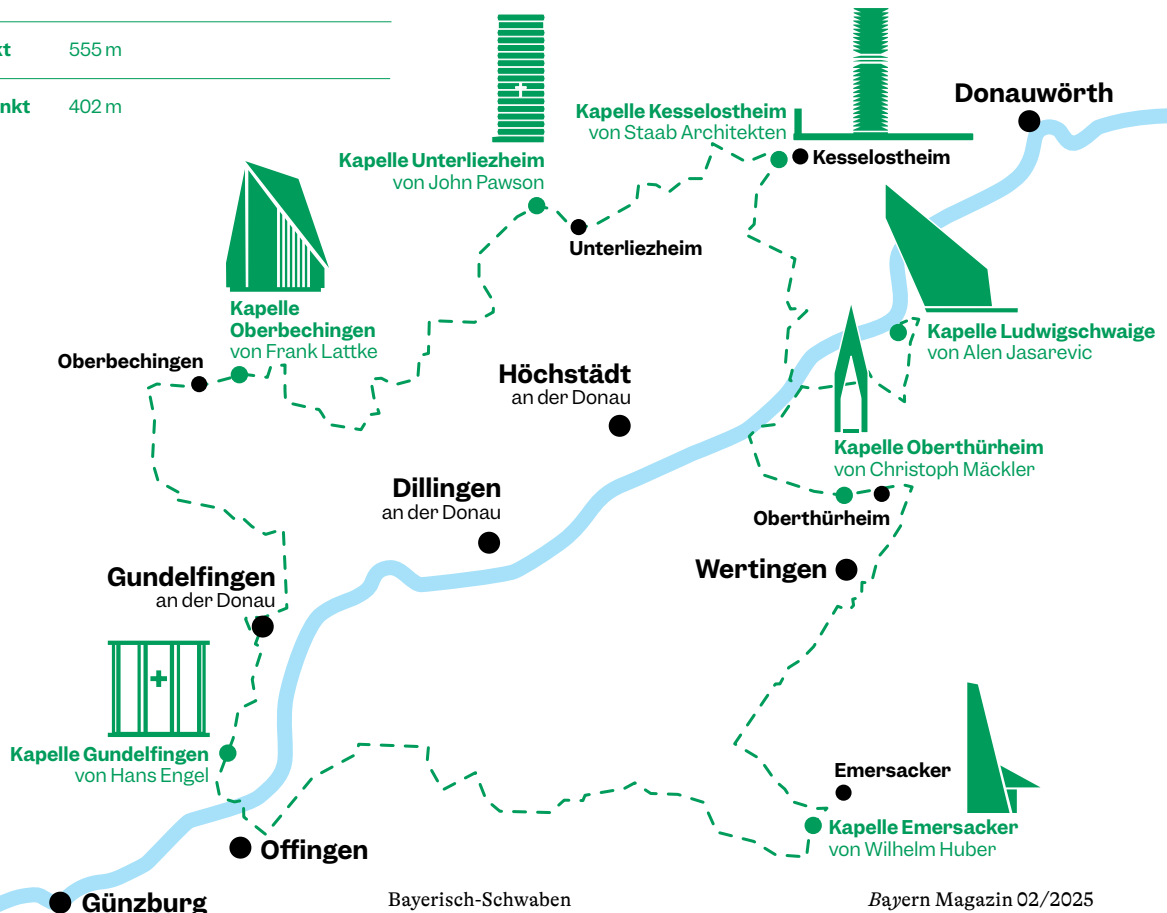 kt 555 m
nkt 402 m
Donauwörth
Kapelle Kesselostheim
von Staab Architekten
Kesselostheim
Kapelle Unterliezheim
von John Pawson
Unterliezheim
Kapelle
Oberbechingen
von Frank Lattke
Oberbechingen
Kapelle Ludwigschwaige
von Alen Jasarevic
Höchstädt
an der Donau
Kapelle Oberthürheim
von Christoph Mäckler
Oberthürheim
Dillingen
an der Donau
Wertingen
Gundelfingen
an der Donau
Kapelle Gundelfingen
von Hans Engel
Emersacker
Kapelle Emersacker
von Wilhelm Huber
Offingen
Günzburg
Bayerisch-Schwaben
Bayern Magazin 02/2025